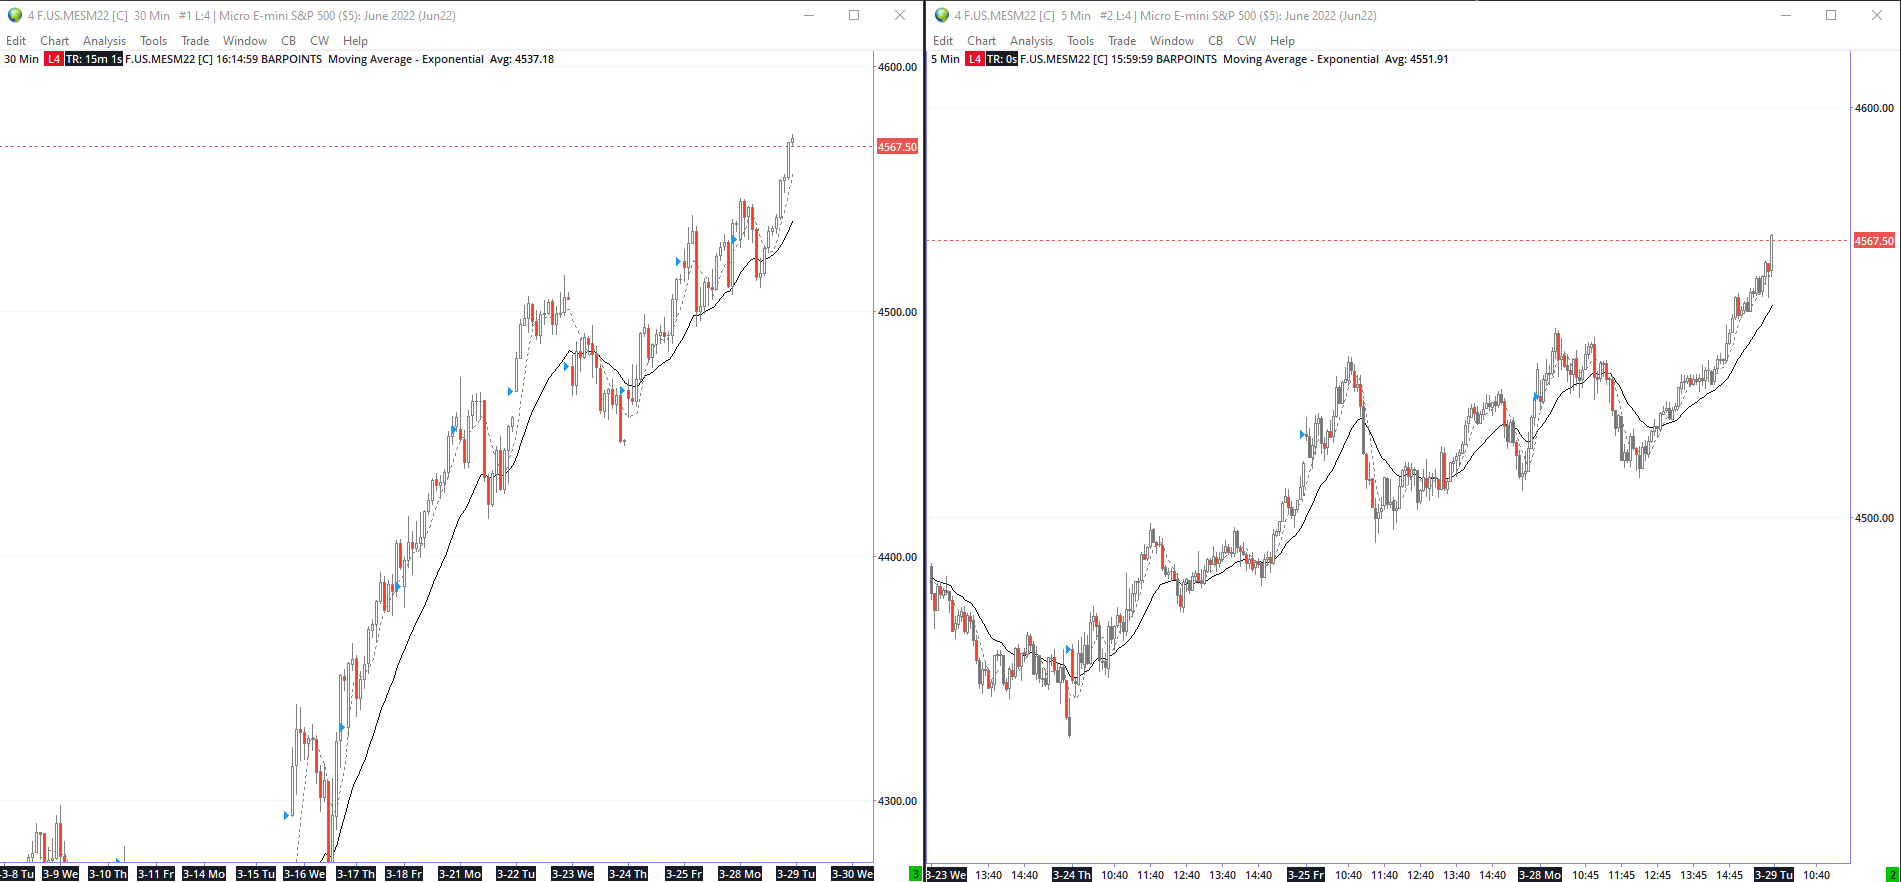 4 F.US.MESM22 [C]  30 Min  #1 L:4 | Micro E-mini S&P 500 ($5): June 2022 (Jun22)
Edit Chart Analysis Tools Trade Window CB CW Help
30 Min L4 TR: 15m 1s F.US.MESM22 [C] 16:14:59 BARPOINTS Moving Average - Exponential Avg: 4537.18
4600.00
4567.50
4500.00
4400.00
4300.00
3-8 Tu 3-9 We 3-10 Th 3-11 Fr 3-14 Mo 3-15 Tu 3-16 We 3-17 Th 3-18 Fr 3-21 Mo 3-22 Tu 3-23 We 3-24 Th 3-25 Fr 3-28 Mo 3-29 Tu 3-30 We 3
4 F.US.MESM22 [C]  5 Min  #2 L:4 | Micro E-mini S&P 500 ($5): June 2022 (Jun22)
Edit Chart Analysis Tools Trade Window CB CW Help
5 Min L4 TR: 0s F.US.MESM22 [C] 15:59:59 BARPOINTS Moving Average - Exponential Avg: 4551.91
4600.00
4567.50
4500.00
3-23 We 13:40 14:40 3-24 Th 10:40 11:40 12:40 13:40 14:40 3-25 Fr 10:40 11:40 12:40 13:40 14:40 3-28 Mo 10:45 11:45 12:45 13:45 14:45 3-29 Tu 10:40 2